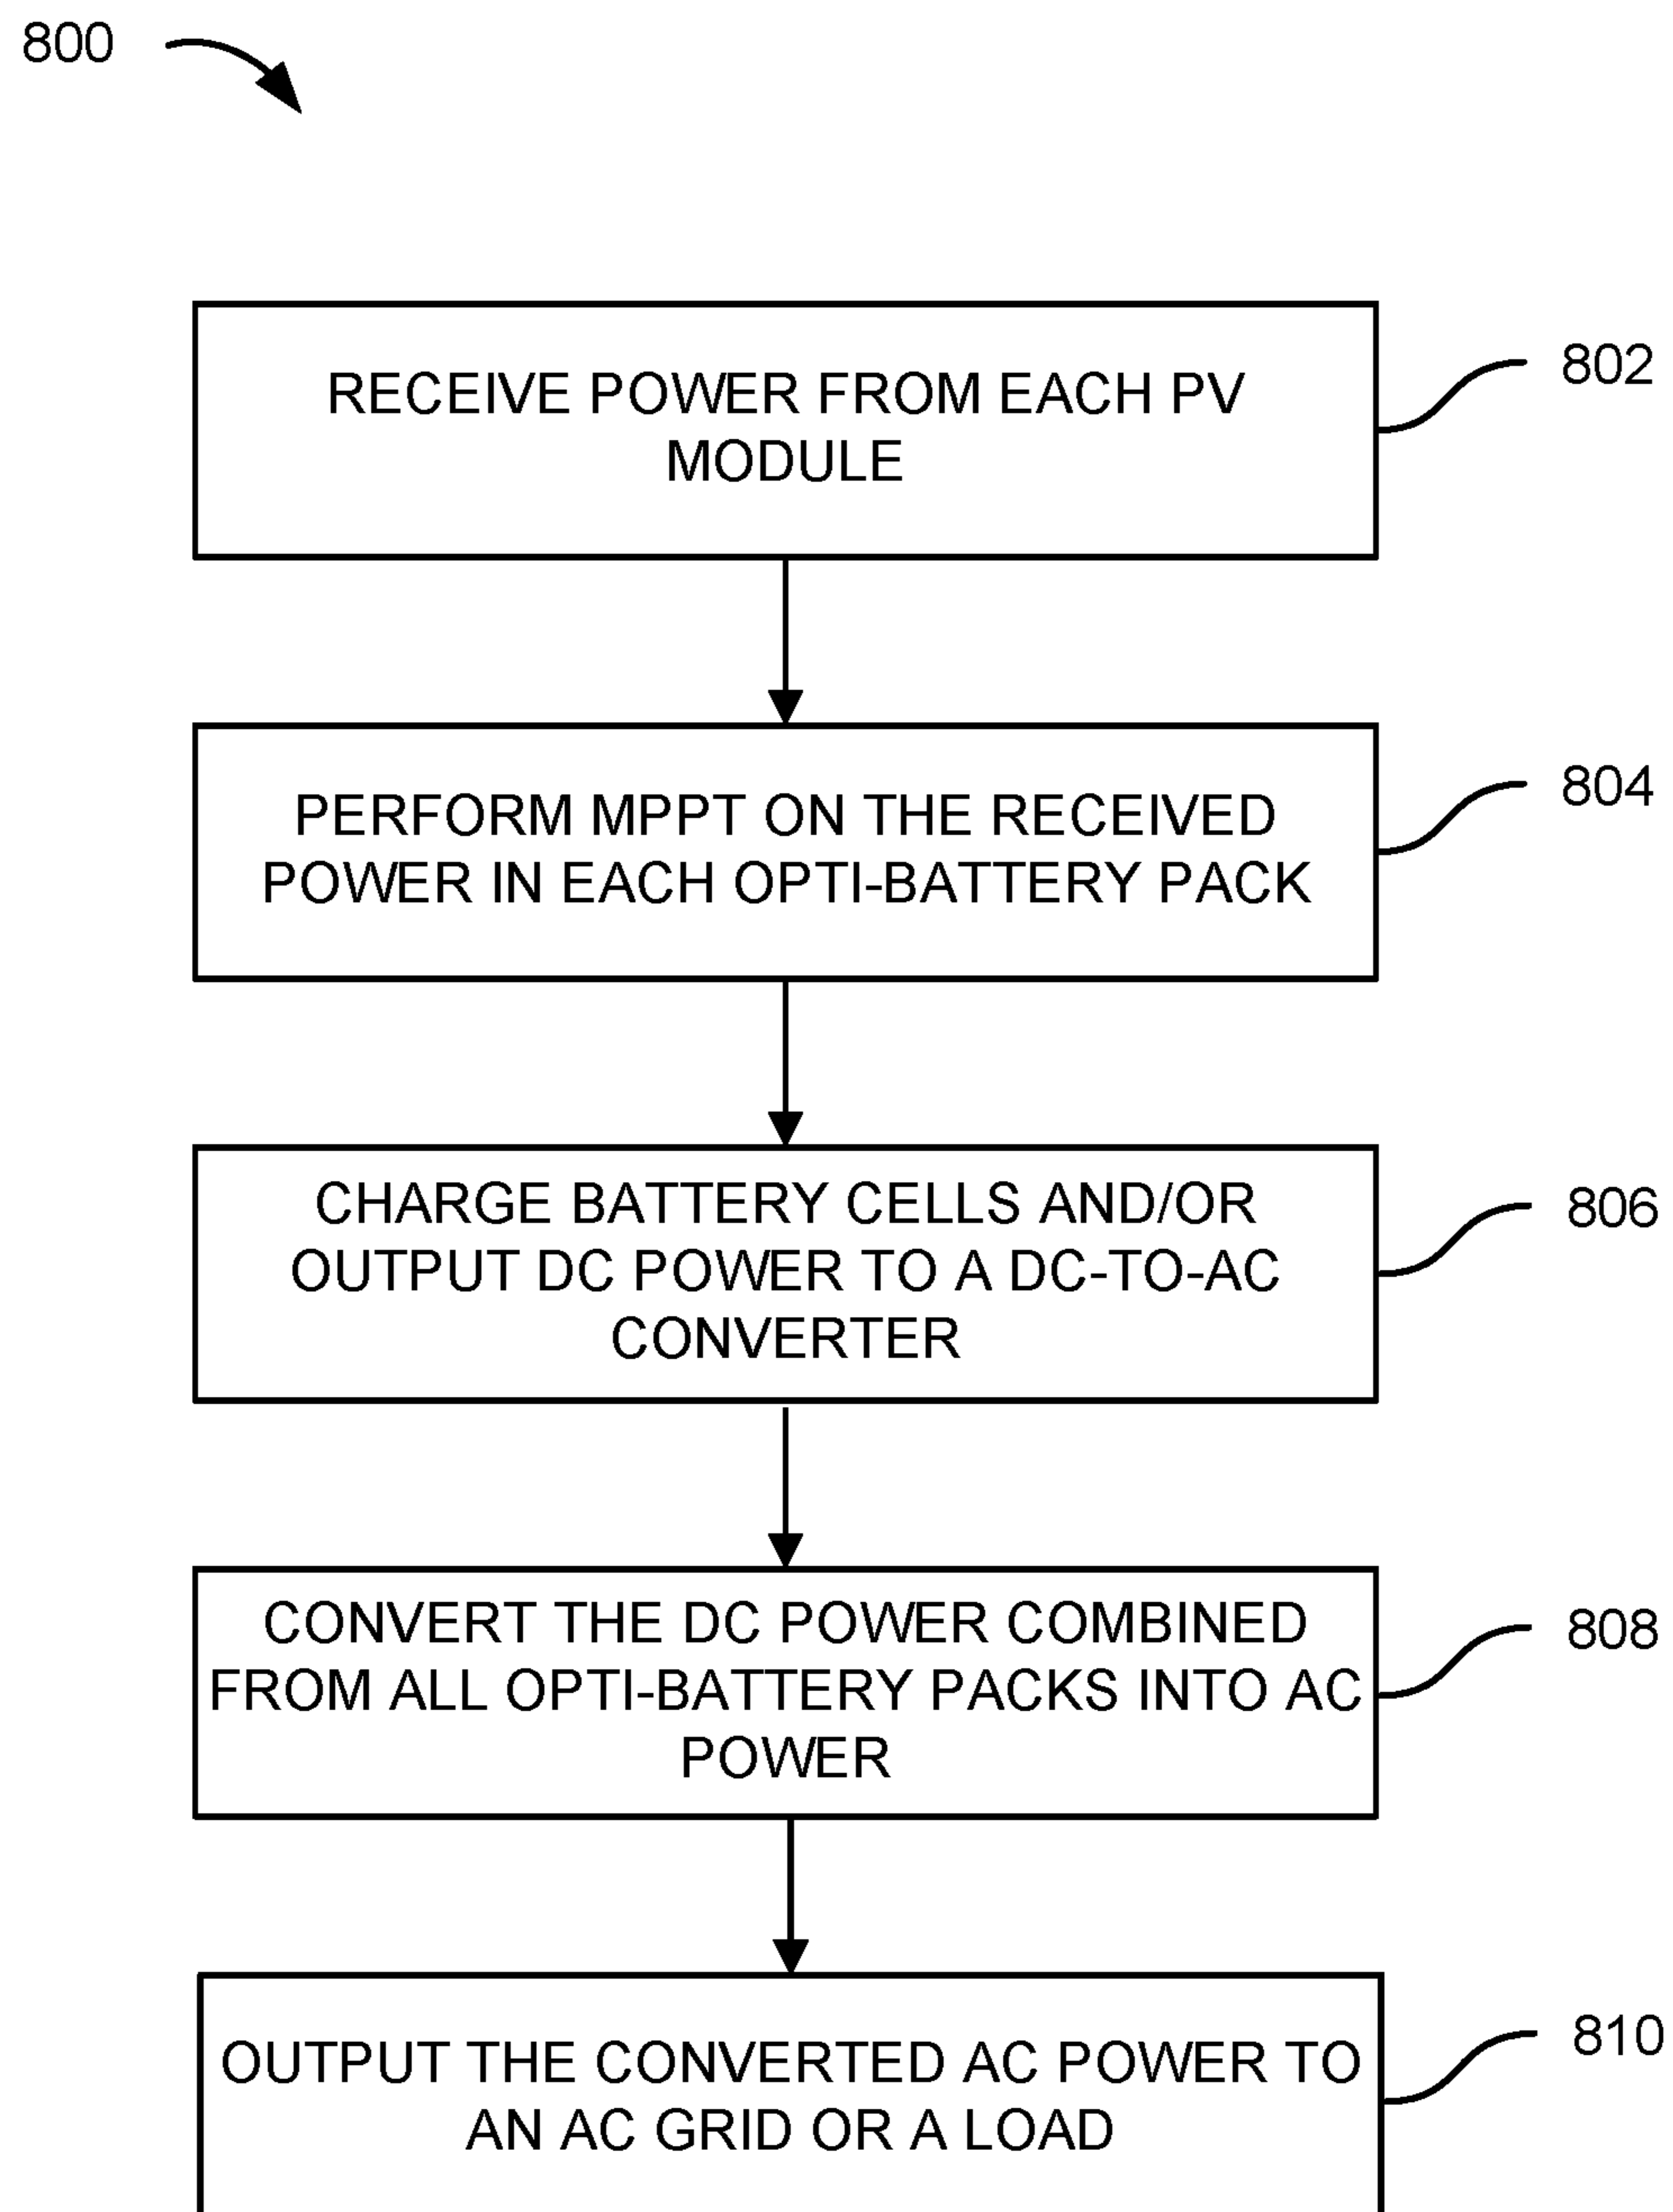 800
RECEIVE POWER FROM EACH PV
MODULE
802
PERFORM MPPT ON THE RECEIVED
POWER IN EACH OPTI-BATTERY PACK
804
CHARGE BATTERY CELLS AND/OR
OUTPUT DC POWER TO A DC-TO-AC
CONVERTER
806
CONVERT THE DC POWER COMBINED
FROM ALL OPTI-BATTERY PACKS INTO AC
POWER
808
OUTPUT THE CONVERTED AC POWER TO
AN AC GRID OR A LOAD
810